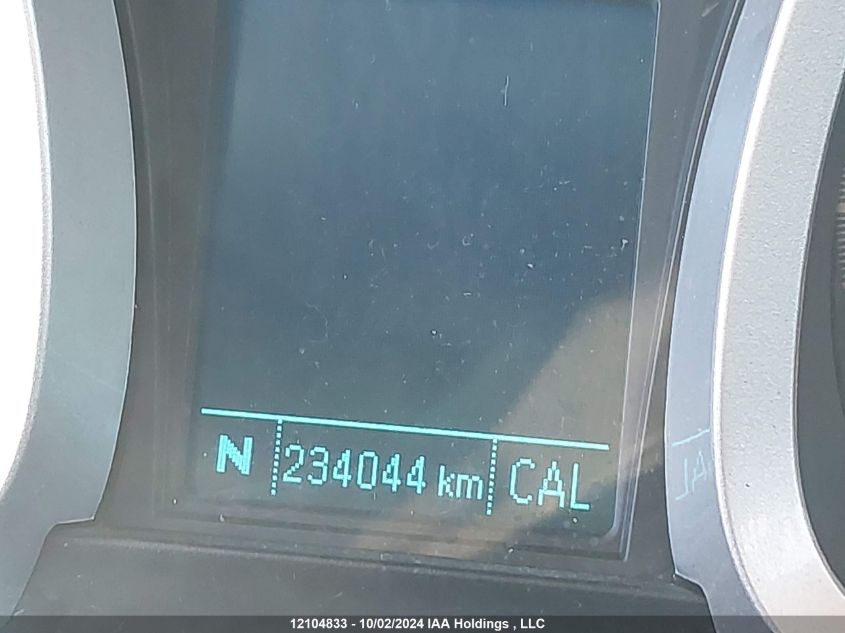 N 234044 km CAL
12104833 - 10/02/2024 IAA Holdings , LLC